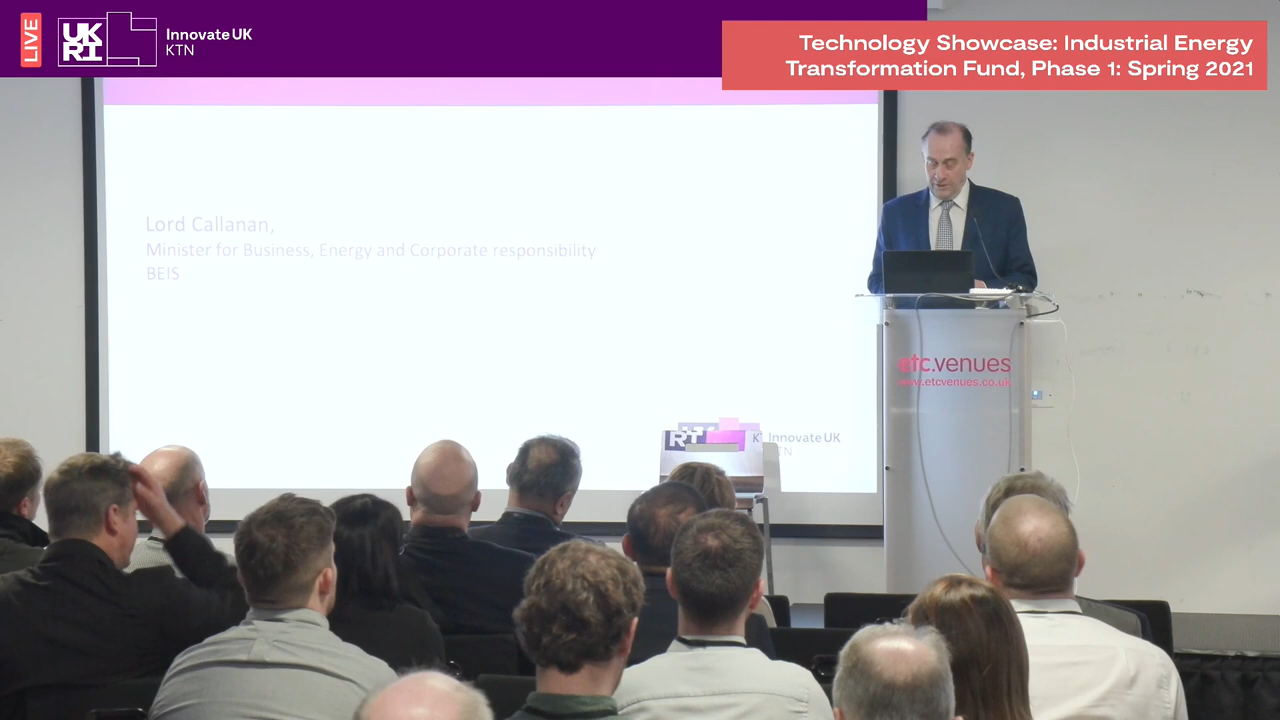 LIVE
UK
RI
Innovate UK
KTN
Technology Showcase: Industrial Energy
Transformation Fund, Phase 1: Spring 2021
Lord Callanan,
Minister for Business, Energy and Corporate responsibility
BEIS
etc.venues
www.etcvenues.co.uk
RI
Innovate UK